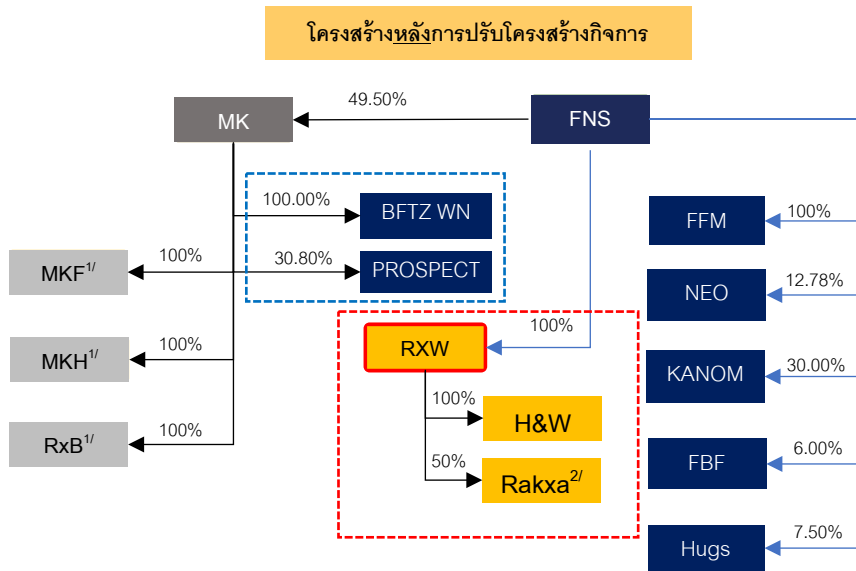 โครงสร้างหลังการปรับโครงสร้างกิจการ
49.50%
MK
FNS
100.00%
BFTZ WN
FFM
100%
MKF1/
100%
30.80%
PROSPECT
NEO
12.78%
100%
RXW
MKH1/
100%
KANOM
30.00%
100%
H&W
RxB1/
100%
50%
Rakxa2/
FBF
6.00%
Hugs
7.50%